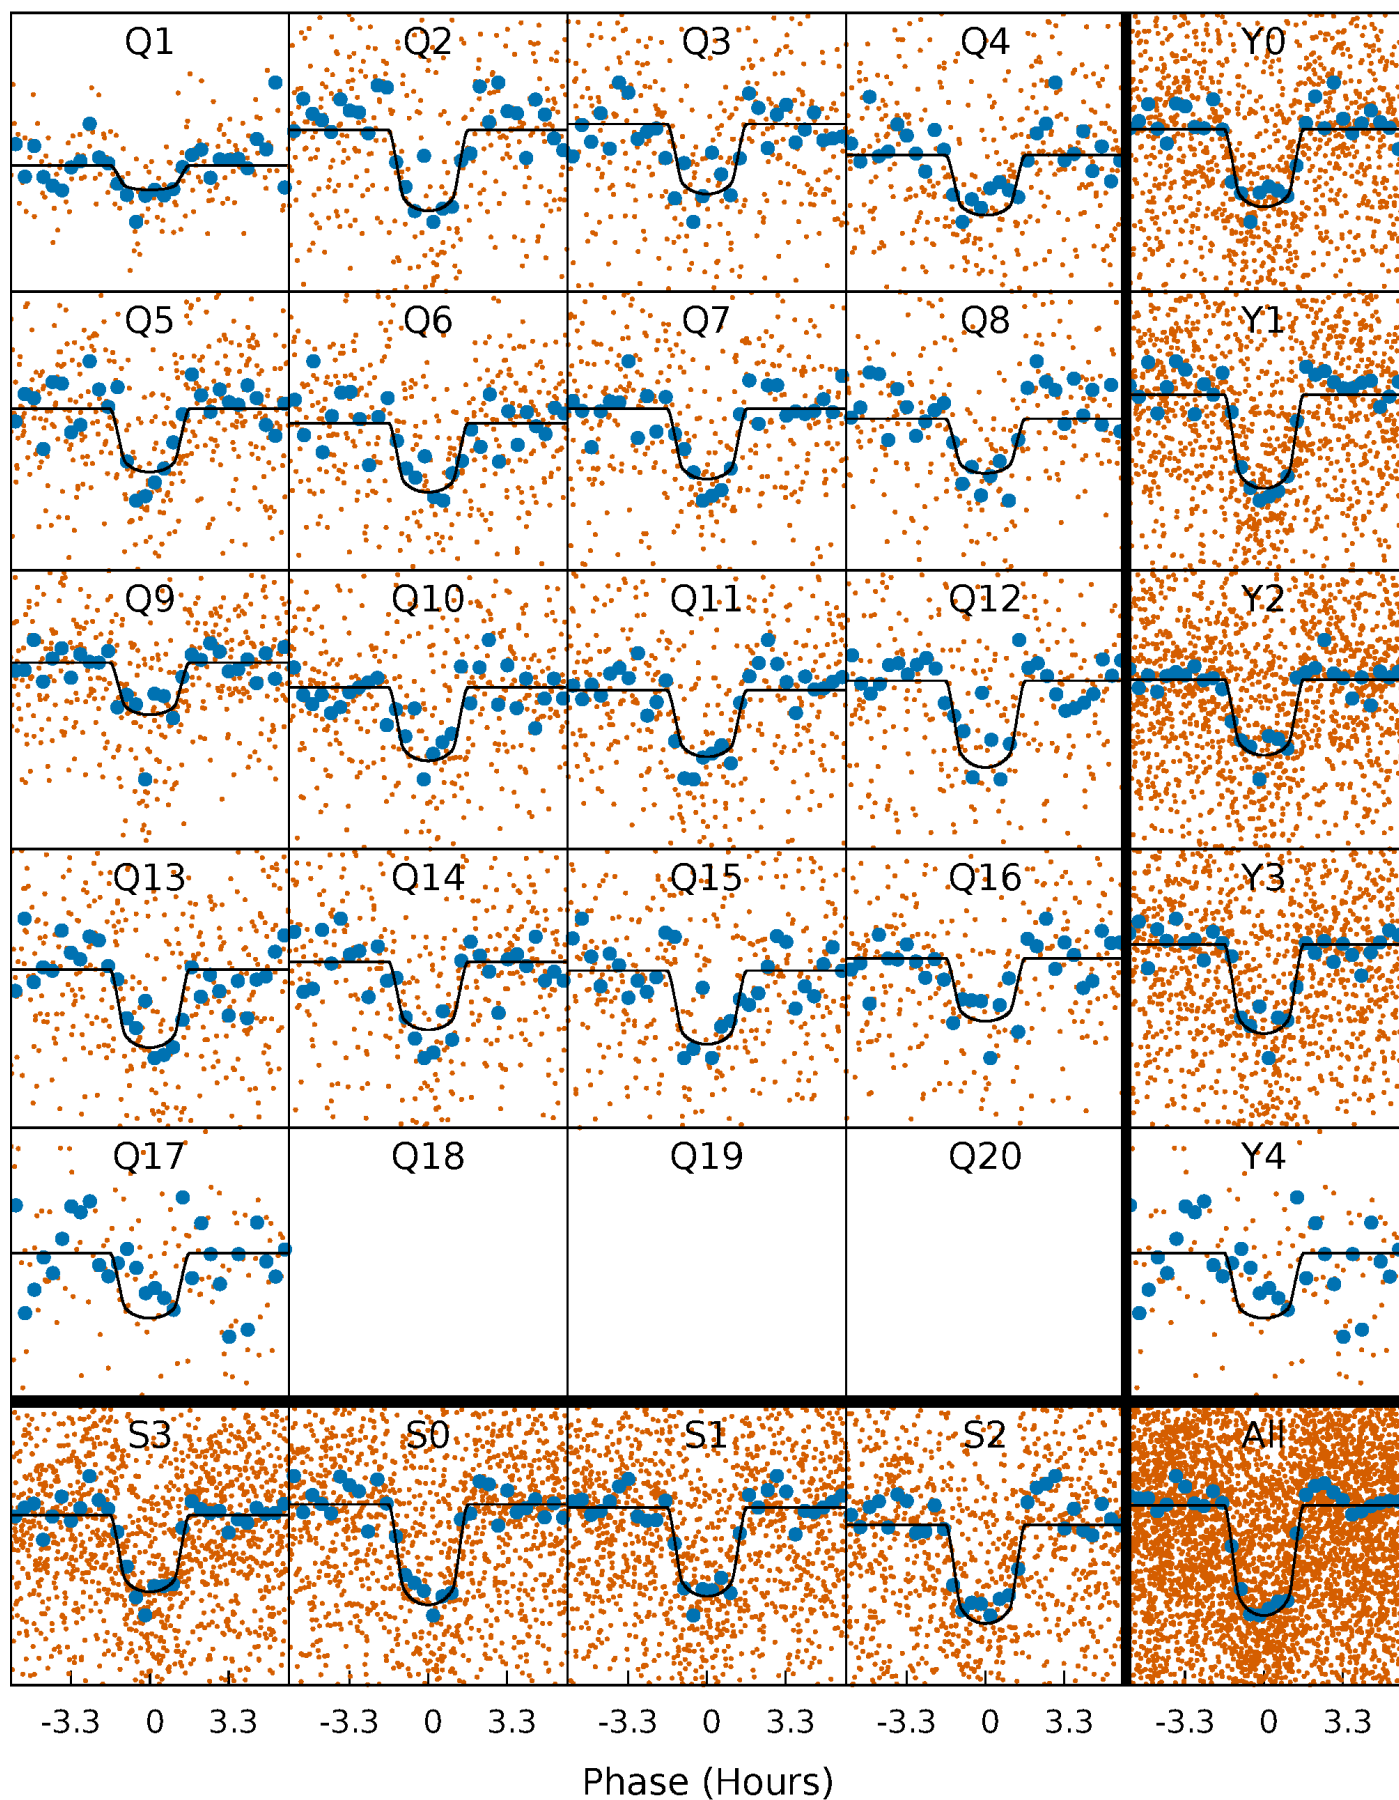 Q1 Q2 Q3 Q4 Y0
Q5 Q6 Q7 Q8 Y1
Q9 Q10 Q11 Q12 Y2
Q13 Q14 Q15 Q16 Y3
Q17 Q18 Q19 Q20 Y4
S3 S0 S1 S2 All
-3.3 0 3.3 -3.3 0 3.3 -3.3 0 3.3 -3.3 0 3.3 -3.3 0 3.3
Phase (Hours)